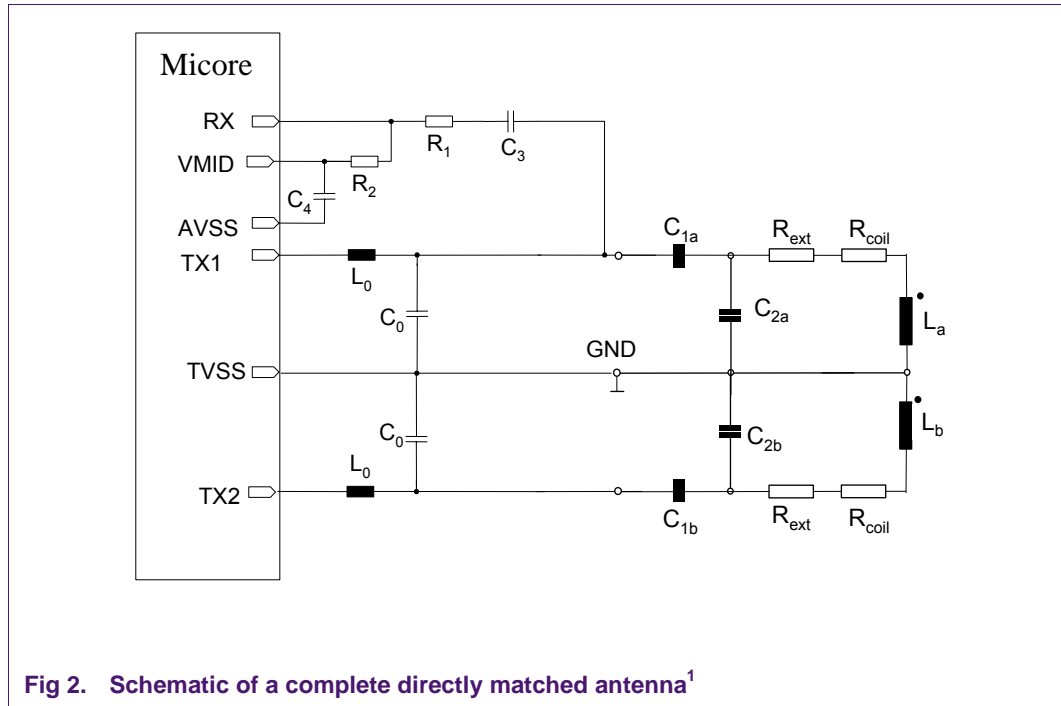 Micore
RX
R1
C3
VMID
R2
C4
AVSS
TX1
L0
C1a
Rext
Rcoil
C0
C2a
La
GND
TVSS
C0
C2b
Lb
TX2
L0
C1b
Rext
Rcoil
Fig 2. Schematic of a complete directly matched antenna1